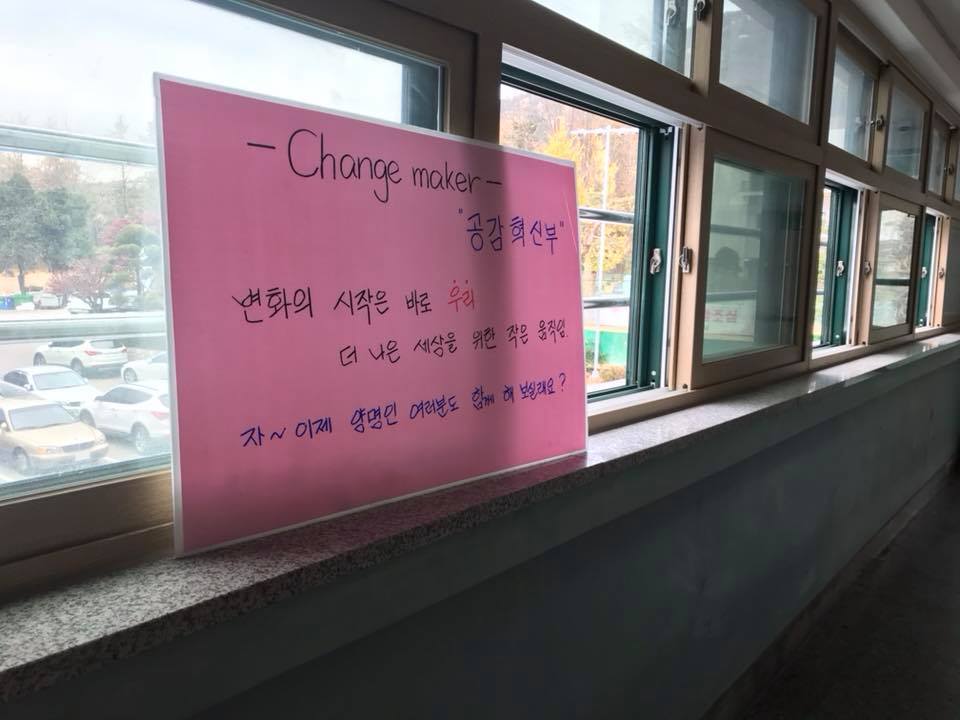 - Change maker -
"공감혁신부"
변화의 시작은 바로 우리
더 나은 세상을 위한 작은 움직임.
자~ 이제 양명인 여러분도 함께 해 보실래요?
조심